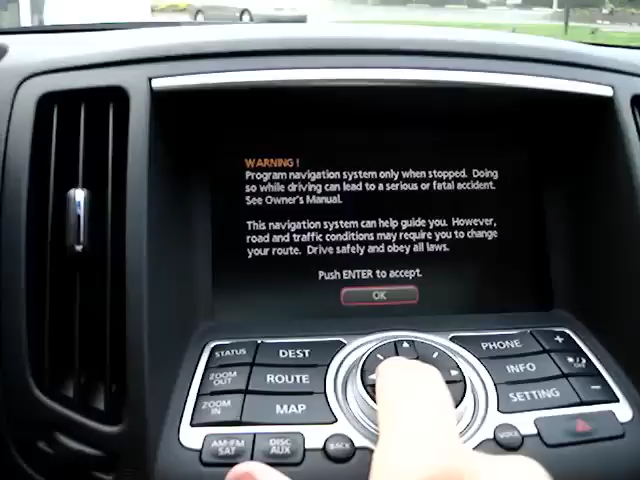 WARNING !
Program navigation system only when stopped. Doing
so while driving can lead to a serious or fatal accident.
See Owner's Manual.
This navigation system can help guide you. However,
road and traffic conditions may require you to change
your route. Drive safely and obey all laws.
Push ENTER to accept.
OK
STATUS DEST PHONE +
ZOOM OUT ROUTE INFO
ZOOM IN MAP SETTING −
AM·FM SAT DISC AUX BACK VOICE